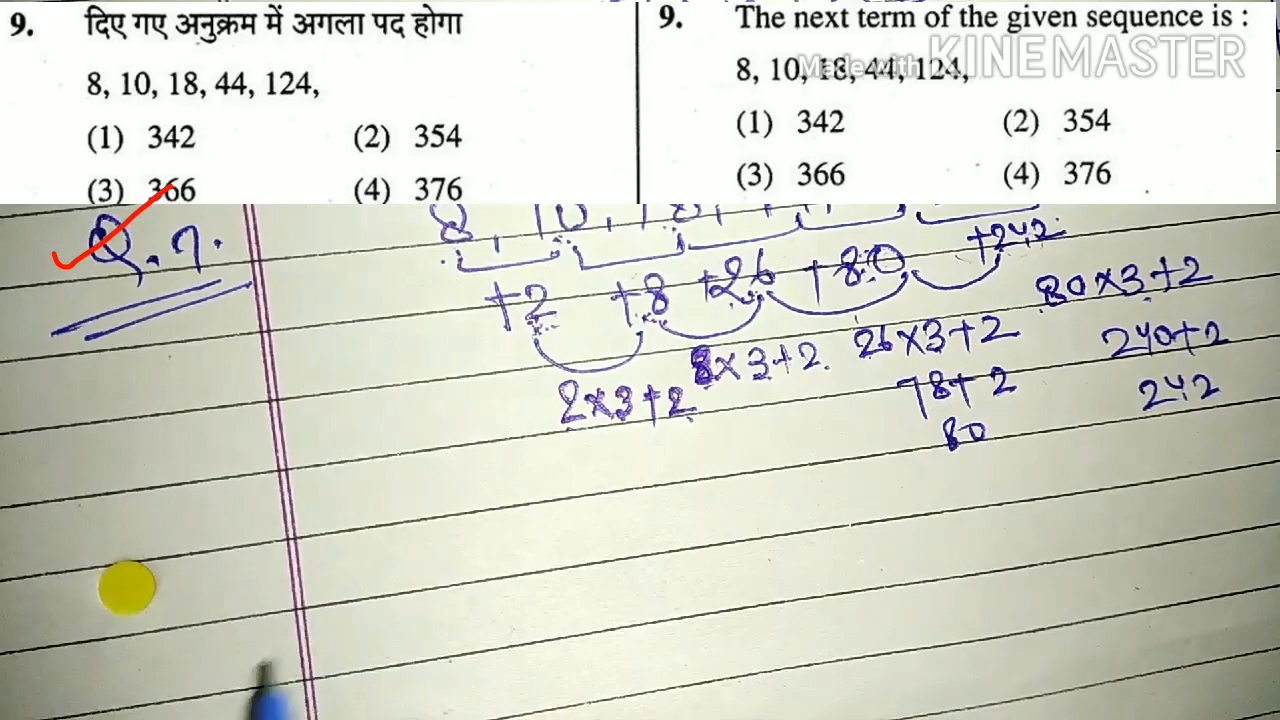 9. दिए गए अनुक्रम में अगला पद होगा
8, 10, 18, 44, 124,
(1) 342 (2) 354
(3) 366 (4) 376
9. The next term of the given sequence is :
Made with KINEMASTER
8, 10, 18, 44, 124,
(1) 342 (2) 354
(3) 366 (4) 376
Q. 9.
8, 10, 18,
+2 +8 +26 +80 +242
2×3+2 8×3+2 26×3+2 80×3+2
78+2 240+2
80 242